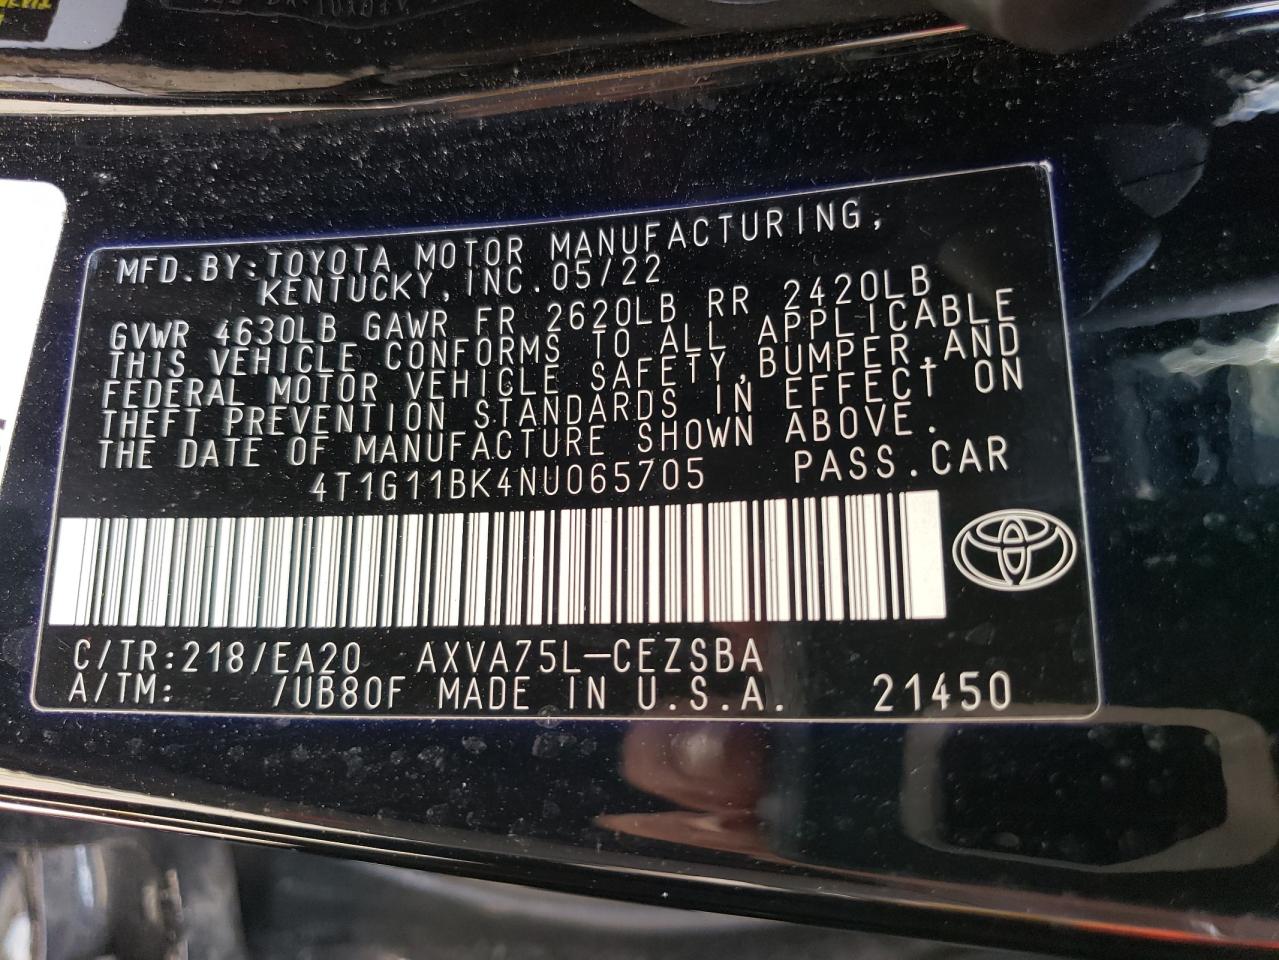 MFD.BY:TOYOTA MOTOR MANUFACTURING,
KENTUCKY,INC.05/22
GVWR 4630LB GAWR FR 2620LB RR 2420LB
THIS VEHICLE CONFORMS TO ALL APPLICABLE
FEDERAL MOTOR VEHICLE SAFETY,BUMPER,AND
THEFT PREVENTION STANDARDS IN EFFECT ON
THE DATE OF MANUFACTURE SHOWN ABOVE.
4T1G11BK4NU065705 PASS.CAR
C/TR:218/EA20 AXVA75L-CEZSBA
A/TM: /UB80F MADE IN U.S.A. 21450